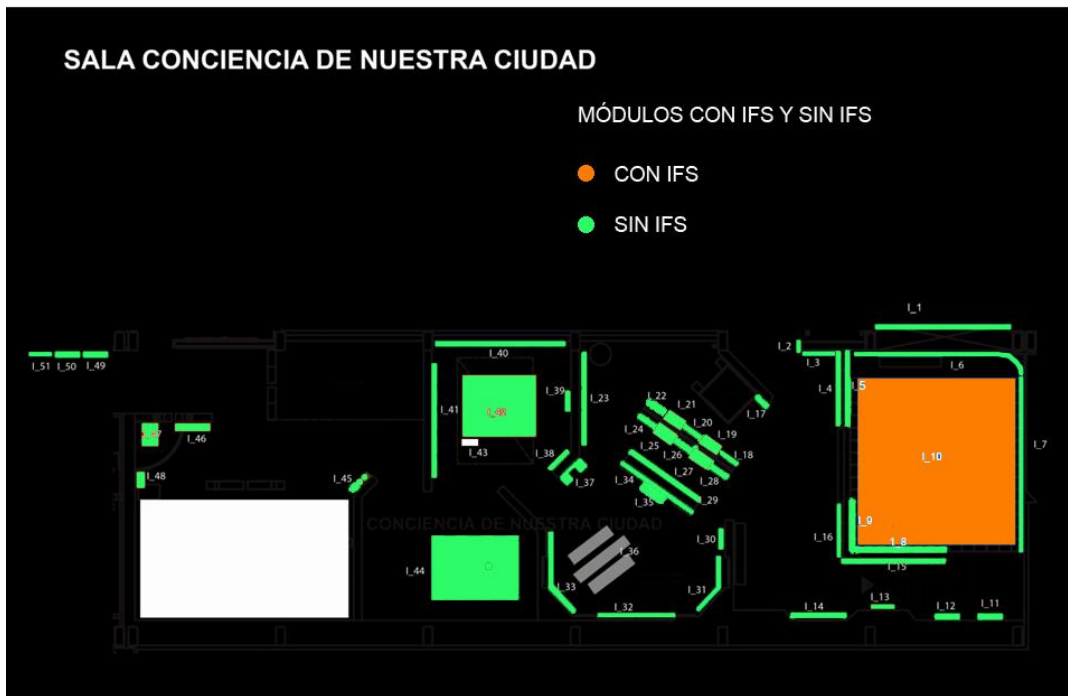 SALA CONCIENCIA DE NUESTRA CIUDAD
MÓDULOS CON IFS Y SIN IFS
CON IFS
SIN IFS
I_1
I_2
I_3
I_4
I_5
I_6
I_7
I_10
I_9
1_8
I_16
I_15
I_13
I_14
I_12
I_11
I_51
I_50
I_49
I_40
I_41
I_39
I_23
I_43
I_38
I_37
I_22
I_21
I_20
I_19
I_18
I_17
I_24
I_25
I_26
I_27
I_28
I_29
I_34
I_35
I_46
I_48
I_45
CONCIENCIA DE NUESTRA CIUDAD
I_44
I_36
I_30
I_33
I_31
I_32